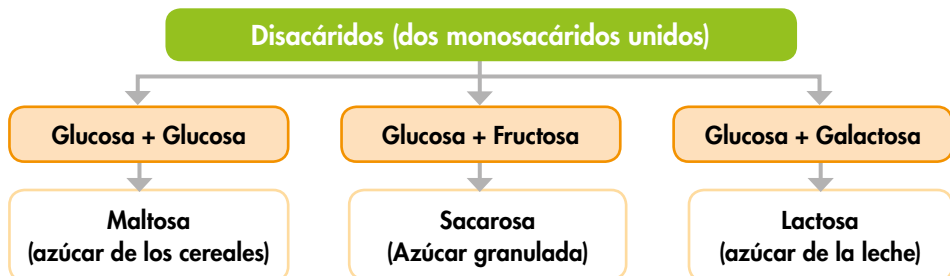 Disacáridos (dos monosacáridos unidos)
Glucosa + Glucosa
Glucosa + Fructosa
Glucosa + Galactosa
Maltosa
(azúcar de los cereales)
Sacarosa
(Azúcar granulada)
Lactosa
(azúcar de la leche)